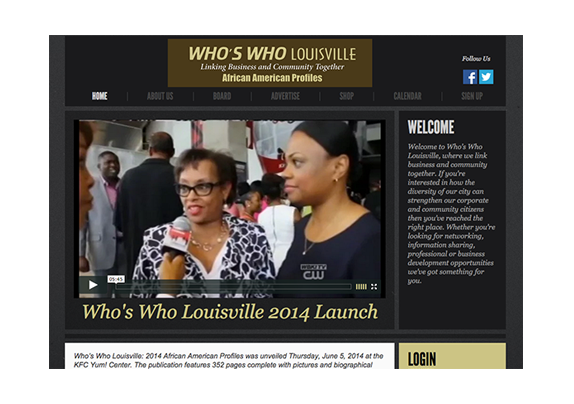 WHO'S WHO LOUISVILLE
Linking Business and Community Together
African American Profiles
Follow Us
HOME
ABOUT US
BOARD
ADVERTISE
SHOP
CALENDAR
SIGN UP
05:45
CW
Who's Who Louisville 2014 Launch
WELCOME
Welcome to Who's Who
Louisville, where we link
business and community
together. If you're
interested in how the
diversity of our city can
strengthen our corporate
and community citizens
then you've reached the
right place. Whether you're
looking for networking,
information sharing,
professional or business
development opportunities
we've got something for
you.
Who's Who Louisville: 2014 African American Profiles was unveiled Thursday, June 5, 2014 at the
KFC Yum! Center. The publication features 352 pages complete with pictures and biographical
LOGIN